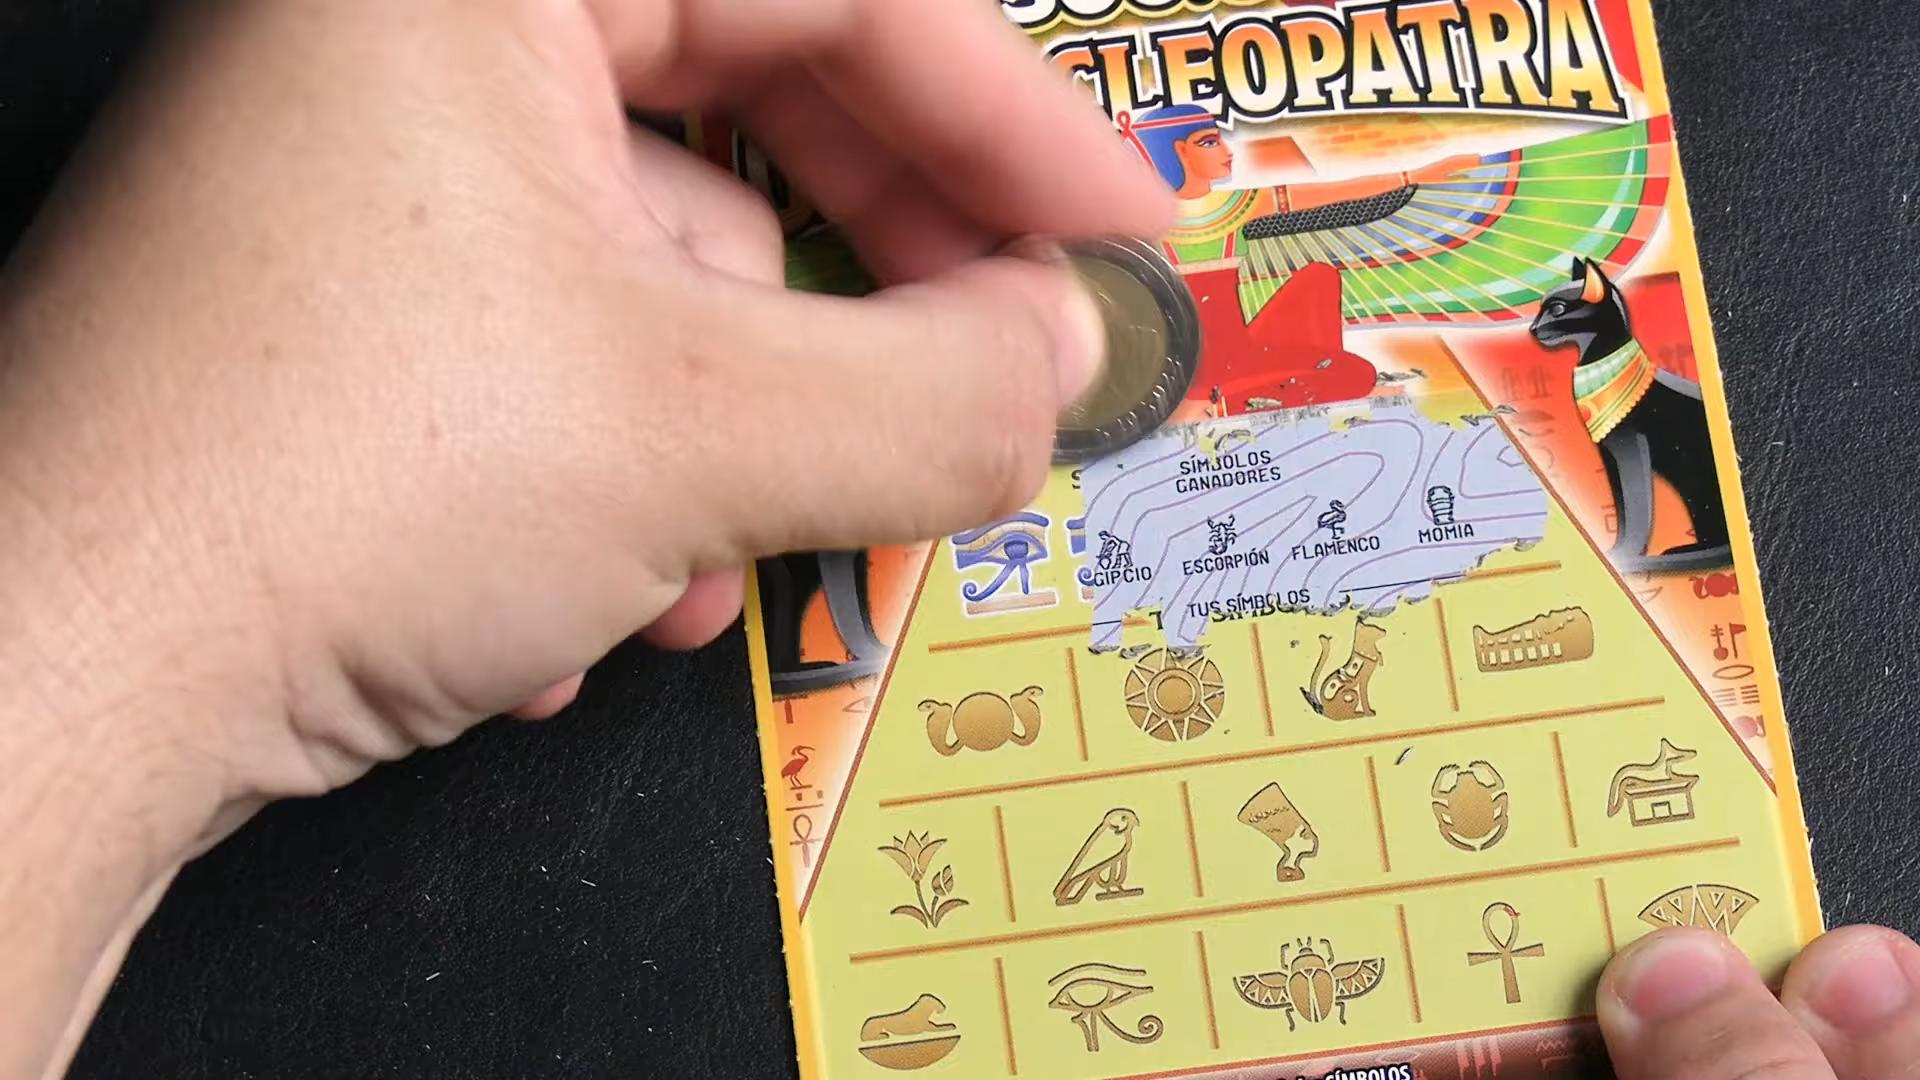 CLEOPATRA
SÍMBOLOS
GANADORES
GIPCIO
ESCORPIÓN
FLAMENCO
MOMIA
TUS SÍMBOLOS
SÍMBOLOS